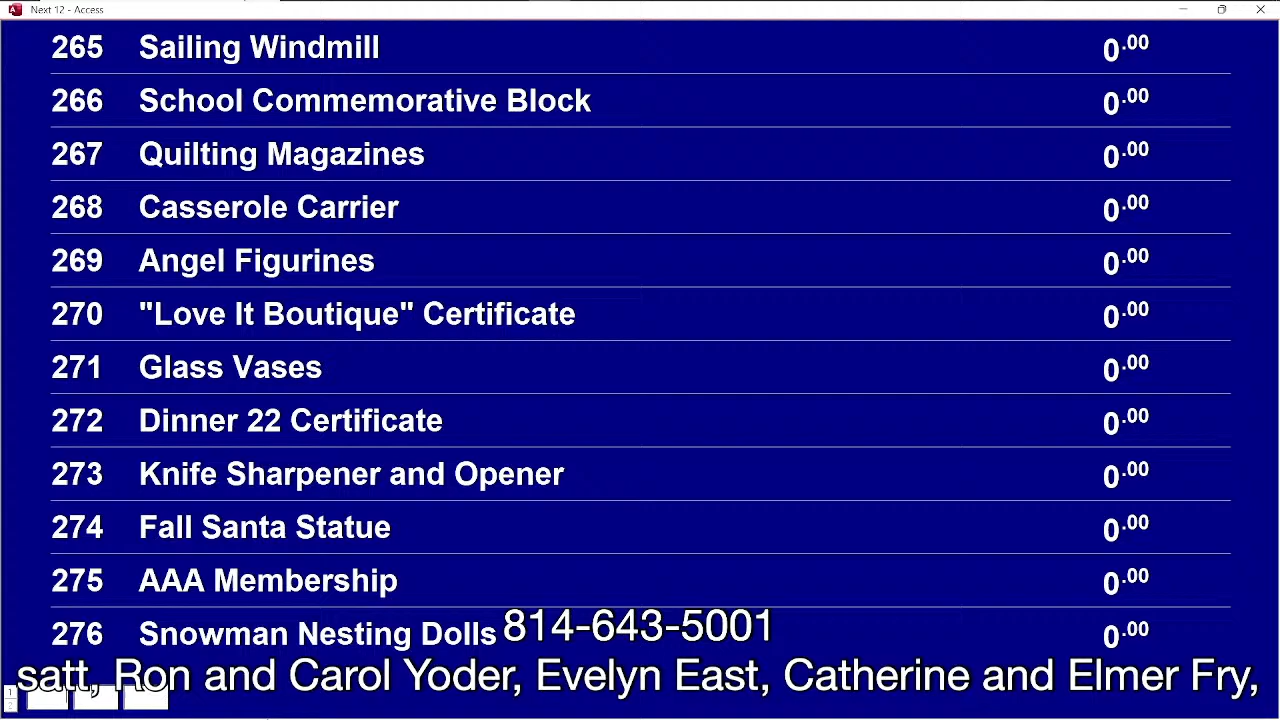 Next 12 - Access
265 Sailing Windmill 0.00
266 School Commemorative Block 0.00
267 Quilting Magazines 0.00
268 Casserole Carrier 0.00
269 Angel Figurines 0.00
270 "Love It Boutique" Certificate 0.00
271 Glass Vases 0.00
272 Dinner 22 Certificate 0.00
273 Knife Sharpener and Opener 0.00
274 Fall Santa Statue 0.00
275 AAA Membership 0.00
276 Snowman Nesting Dolls 0.00
814-643-5001
satt, Ron and Carol Yoder, Evelyn East, Catherine and Elmer Fry,
1
2